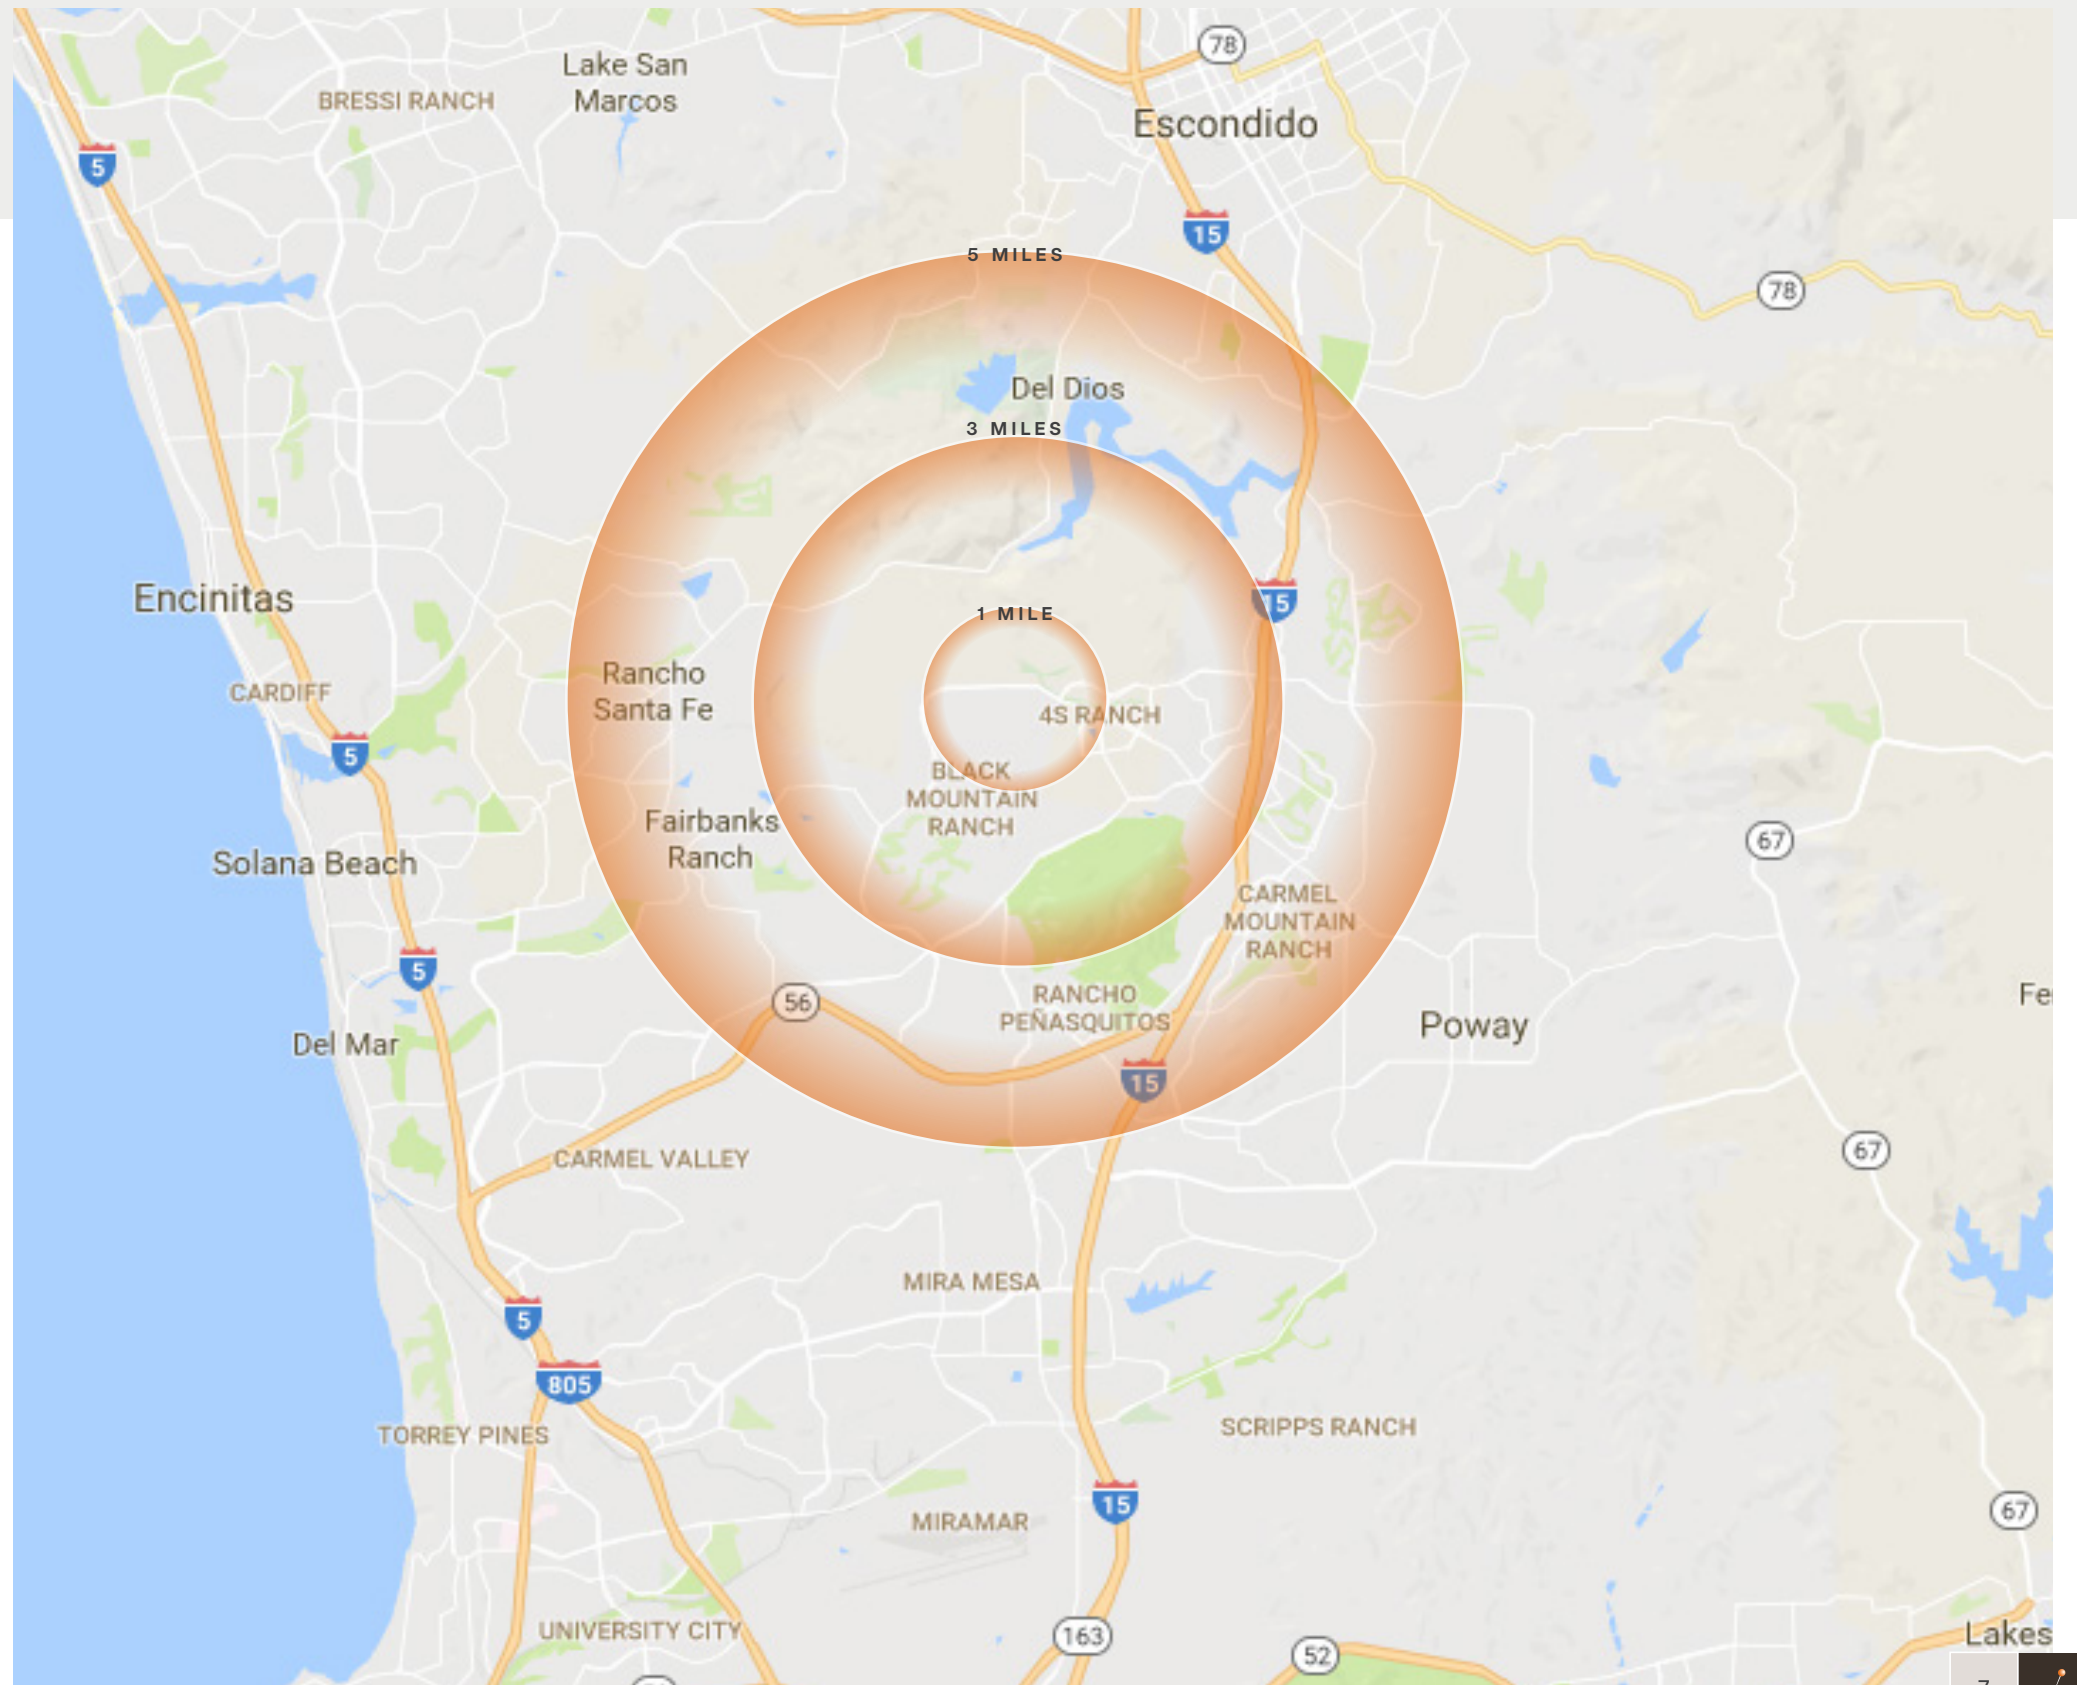 78
Lake San
Marcos
BRESSI RANCH
Escondido
5
15
5 MILES
78
Del Dios
3 MILES
Encinitas
15
1 MILE
Rancho
Santa Fe
CARDIFF
4S RANCH
5
BLACK
MOUNTAIN
RANCH
Fairbanks
Ranch
67
Solana Beach
CARMEL
MOUNTAIN
RANCH
5
RANCHO
PEÑASQUITOS
56
Fe
Poway
Del Mar
15
67
CARMEL VALLEY
MIRA MESA
5
805
SCRIPPS RANCH
TORREY PINES
15
67
MIRAMAR
UNIVERSITY CITY
163
52
Lakes